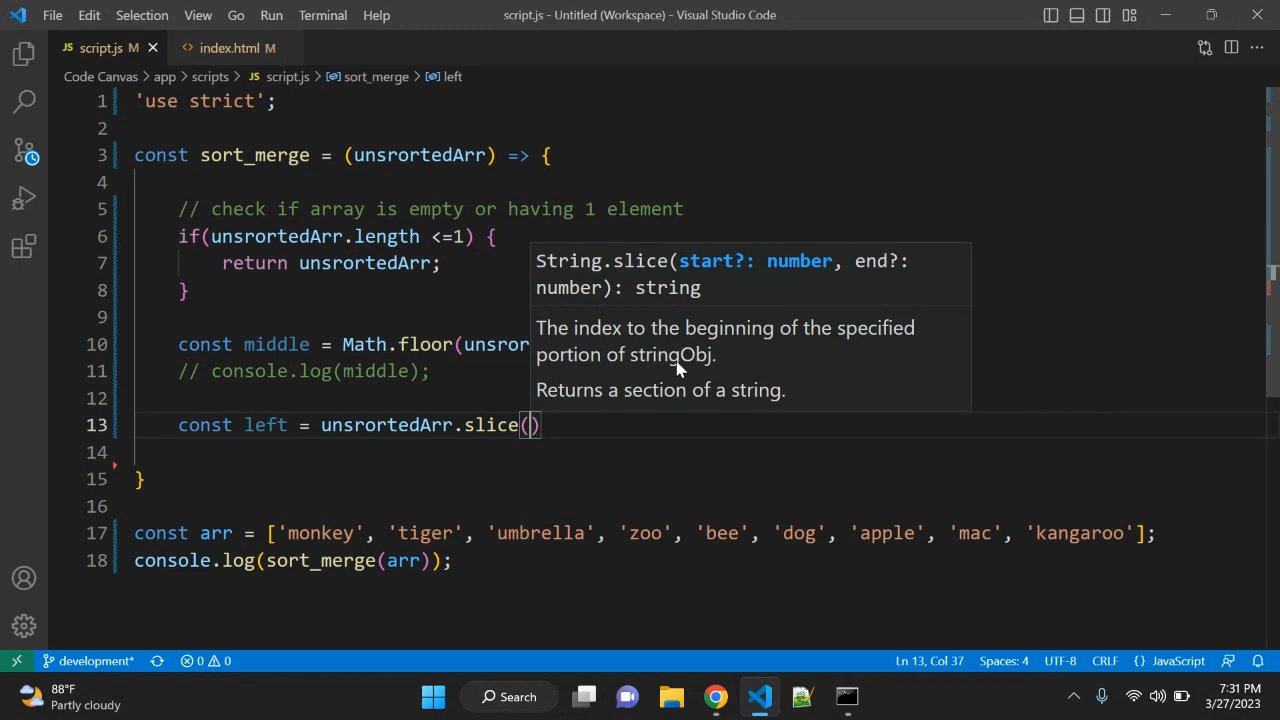 File Edit Selection View Go Run Terminal Help script.js - Untitled (Workspace) - Visual Studio Code
JS script.js M index.html M
Code Canvas > app > scripts > JS script.js > sort_merge > left
1 'use strict';
2
3 const sort_merge = (unsrortedArr) => {
4
5 // check if array is empty or having 1 element
6 if(unsrortedArr.length <=1) {
7 return unsrortedArr;
8 }
9
10 const middle = Math.floor(unsror
11 // console.log(middle);
12
13 const left = unsrortedArr.slice()
14
15 }
16
17 const arr = ['monkey', 'tiger', 'umbrella', 'zoo', 'bee', 'dog', 'apple', 'mac', 'kangaroo'];
18 console.log(sort_merge(arr));
String.slice(start?: number, end?:
number): string
The index to the beginning of the specified
portion of stringObj.
Returns a section of a string.
development* 0 0 Ln 13, Col 37 Spaces: 4 UTF-8 CRLF {} JavaScript
88°F
Partly cloudy
Search
7:31 PM
3/27/2023